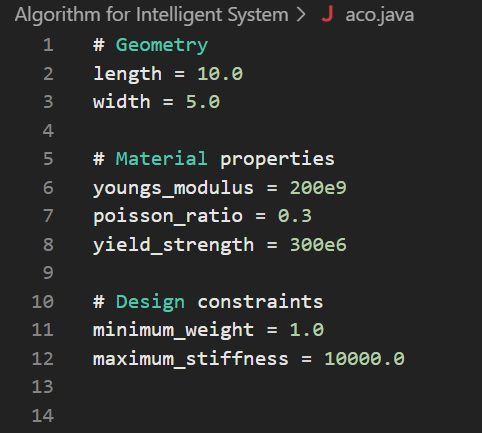 Algorithm for Intelligent System > J aco.java
1 # Geometry
2 length = 10.0
3 width = 5.0
4
5 # Material properties
6 youngs_modulus = 200e9
7 poisson_ratio = 0.3
8 yield_strength = 300e6
9
10 # Design constraints
11 minimum_weight = 1.0
12 maximum_stiffness = 10000.0
13
14